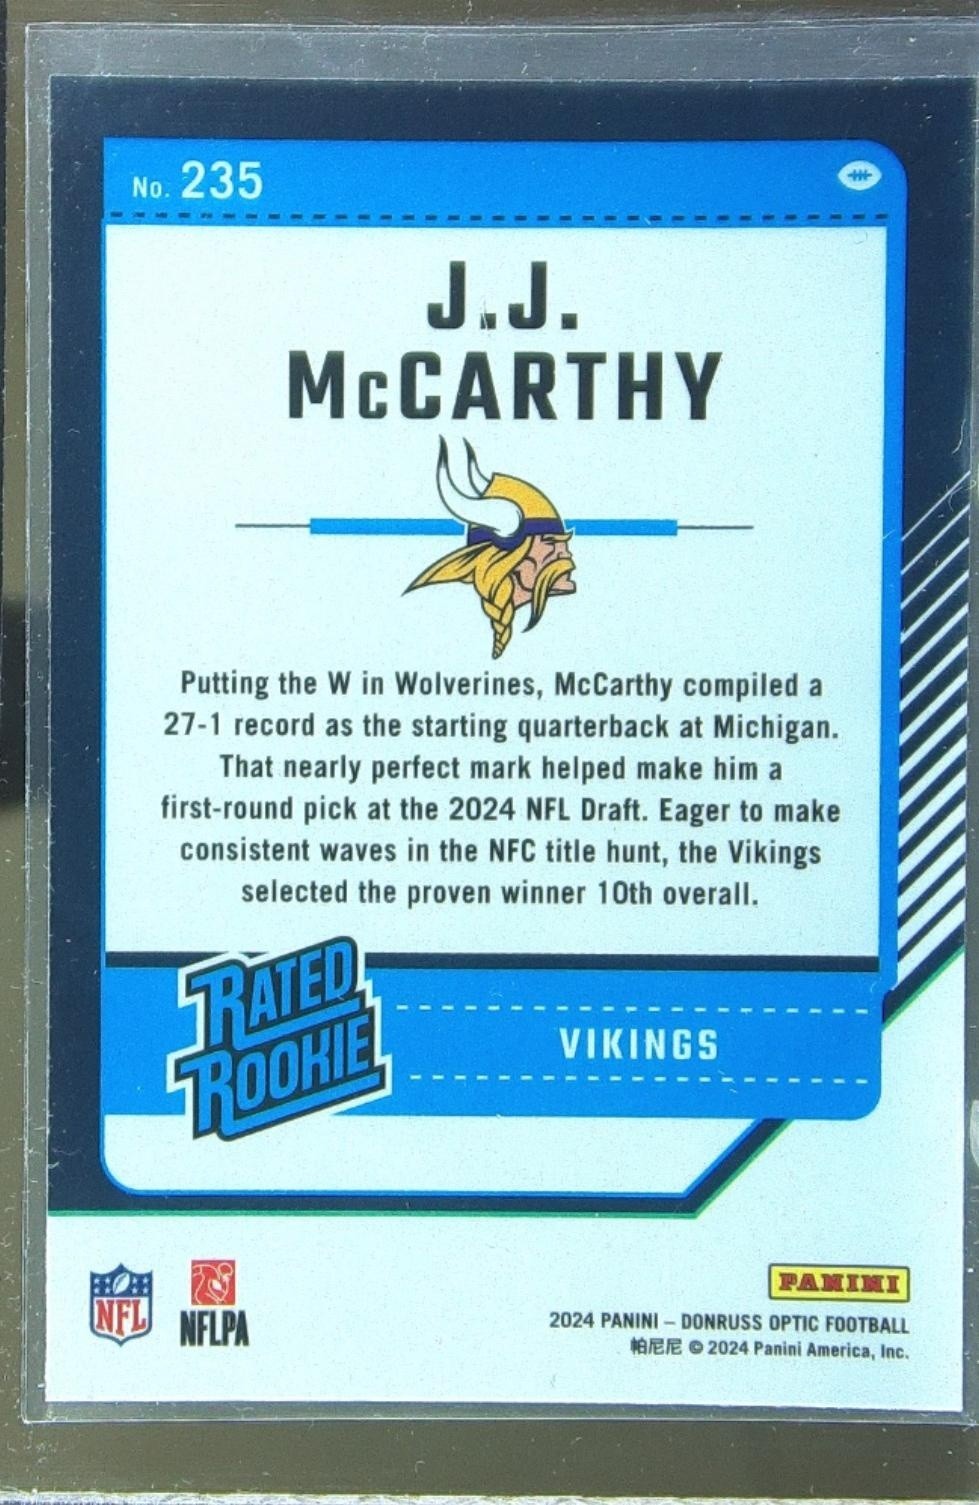 No. 235
J.J.
McCARTHY
Putting the W in Wolverines, McCarthy compiled a
27-1 record as the starting quarterback at Michigan.
That nearly perfect mark helped make him a
first-round pick at the 2024 NFL Draft. Eager to make
consistent waves in the NFC title hunt, the Vikings
selected the proven winner 10th overall.
RATED
ROOKIE
VIKINGS
NFL
NFLPA
PANINI
2024 PANINI – DONRUSS OPTIC FOOTBALL
帕尼尼 © 2024 Panini America, Inc.